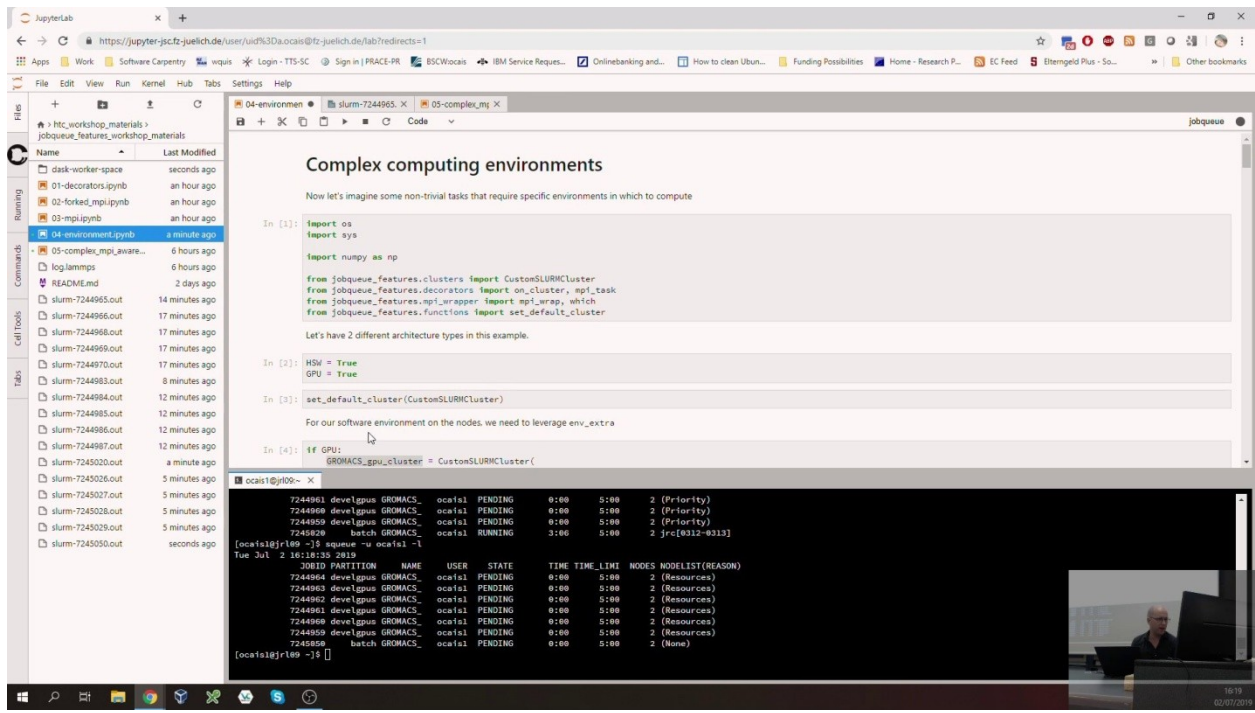 JupyterLab
https://jupyter-jsc.fz-juelich.de/user/uid%3Da.ocais@fz-juelich.de/lab?redirects=1
Apps Work Software Carpentry wquis Login - TTS-SC Sign in | PRACE-PR BSCWocais IBM Service Reques... Onlinebanking and... How to clean Ubun... Funding Possibilities Home - Research P... EC Feed Elterngeld Plus - So... » Other bookmarks
File Edit View Run Kernel Hub Tabs Settings Help
Files
Running
Commands
Cell Tools
Tabs
> htc_workshop_materials >
jobqueue_features_workshop_materials
Name Last Modified
dask-worker-space seconds ago
01-decorators.ipynb an hour ago
02-forked_mpi.ipynb an hour ago
03-mpi.ipynb an hour ago
04-environment.ipynb a minute ago
05-complex_mpi_aware... 6 hours ago
log.lammps 6 hours ago
README.md 2 days ago
slurm-7244965.out 14 minutes ago
slurm-7244966.out 17 minutes ago
slurm-7244968.out 17 minutes ago
slurm-7244969.out 17 minutes ago
slurm-7244970.out 17 minutes ago
slurm-7244983.out 8 minutes ago
slurm-7244984.out 12 minutes ago
slurm-7244985.out 12 minutes ago
slurm-7244986.out 12 minutes ago
slurm-7244987.out 12 minutes ago
slurm-7245020.out a minute ago
slurm-7245026.out 5 minutes ago
slurm-7245027.out 5 minutes ago
slurm-7245028.out 5 minutes ago
slurm-7245029.out 5 minutes ago
slurm-7245050.out seconds ago
04-environmen slurm-7244965. 05-complex_mp
Code jobqueue
Complex computing environments
Now let's imagine some non-trivial tasks that require specific environments in which to compute
In [1]: import os
import sys
import numpy as np
from jobqueue_features.clusters import CustomSLURMCluster
from jobqueue_features.decorators import on_cluster, mpi_task
from jobqueue_features.mpi_wrapper import mpi_wrap, which
from jobqueue_features.functions import set_default_cluster
Let's have 2 different architecture types in this example.
In [2]: HSW = True
GPU = True
In [3]: set_default_cluster(CustomSLURMCluster)
For our software environment on the nodes, we need to leverage env_extra
In [4]: if GPU:
GROMACS_gpu_cluster = CustomSLURMCluster(
ocais1@jrl09:~
7244961 develgpus GROMACS_ ocais1 PENDING 0:00 5:00 2 (Priority)
7244960 develgpus GROMACS_ ocais1 PENDING 0:00 5:00 2 (Priority)
7244959 develgpus GROMACS_ ocais1 PENDING 0:00 5:00 2 (Priority)
7245020 batch GROMACS_ ocais1 RUNNING 3:06 5:00 2 jrc[0312-0313]
[ocais1@jrl09 ~]$ squeue -u ocais1 -l
Tue Jul 2 16:18:35 2019
JOBID PARTITION NAME USER STATE TIME TIME_LIMI NODES NODELIST(REASON)
7244964 develgpus GROMACS_ ocais1 PENDING 0:00 5:00 2 (Resources)
7244963 develgpus GROMACS_ ocais1 PENDING 0:00 5:00 2 (Resources)
7244962 develgpus GROMACS_ ocais1 PENDING 0:00 5:00 2 (Resources)
7244961 develgpus GROMACS_ ocais1 PENDING 0:00 5:00 2 (Resources)
7244960 develgpus GROMACS_ ocais1 PENDING 0:00 5:00 2 (Resources)
7244959 develgpus GROMACS_ ocais1 PENDING 0:00 5:00 2 (Resources)
7245050 batch GROMACS_ ocais1 PENDING 0:00 5:00 2 (None)
[ocais1@jrl09 ~]$
16:19
02/07/2019